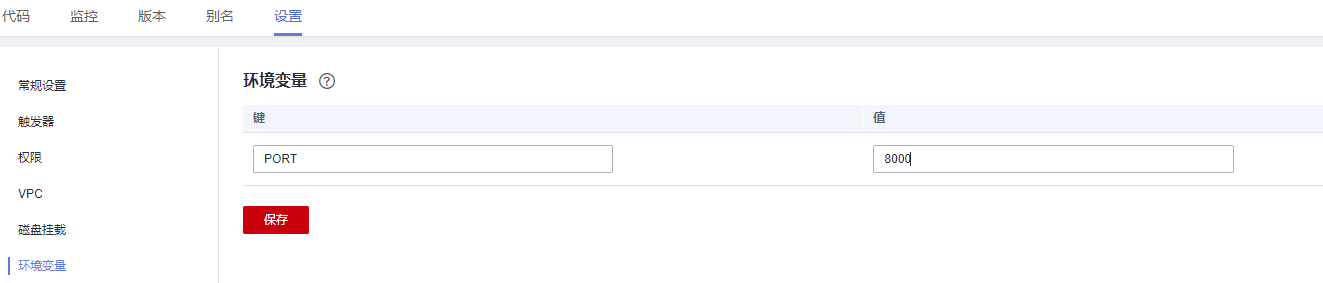 代码 监控 版本 别名 设置
常规设置
触发器
权限
VPC
磁盘挂载
环境变量
环境变量 ?
键 值
PORT 8000
保存